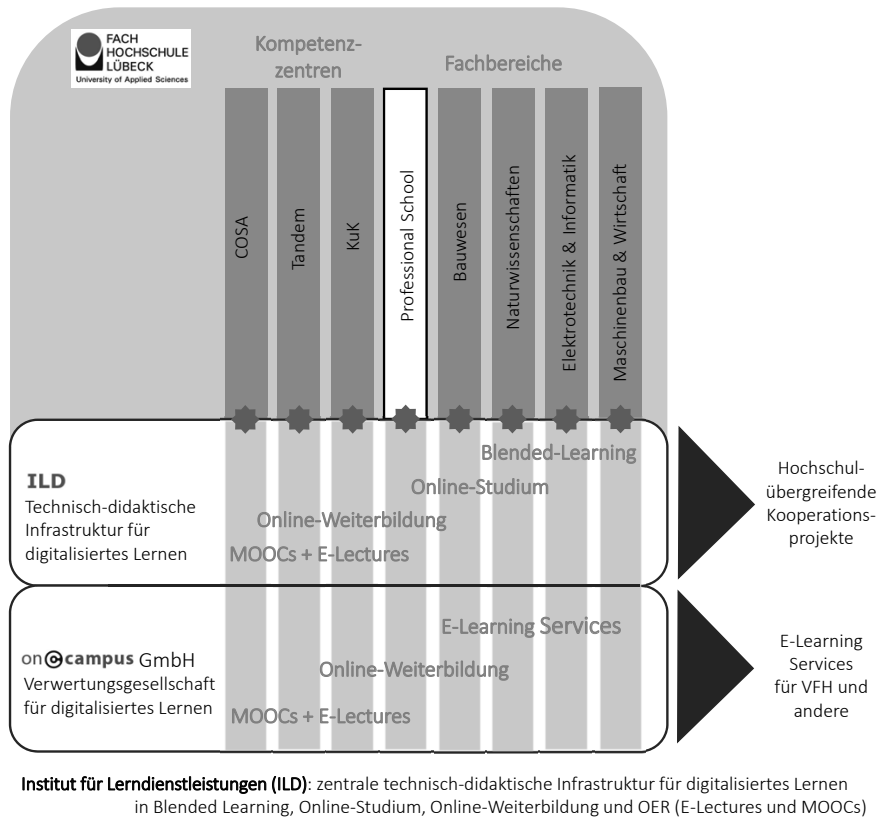 FACH
HOCHSCHULE
LÜBECK
University of Applied Sciences
Kompetenz-
zentren
Fachbereiche
COSA
Tandem
KuK
Professional School
Bauwesen
Naturwissenschaften
Elektrotechnik & Informatik
Maschinenbau & Wirtschaft
ILD
Technisch-didaktische
Infrastruktur für
digitalisiertes Lernen
Blended-Learning
Online-Studium
Online-Weiterbildung
MOOCs + E-Lectures
Hochschul-
übergreifende
Kooperations-
projekte
oncampus GmbH
Verwertungsgesellschaft
für digitalisiertes Lernen
E-Learning Services
Online-Weiterbildung
MOOCs + E-Lectures
E-Learning
Services
für VFH und
andere
Institut für Lerndienstleistungen (ILD): zentrale technisch-didaktische Infrastruktur für digitalisiertes Lernen
in Blended Learning, Online-Studium, Online-Weiterbildung und OER (E-Lectures und MOOCs)